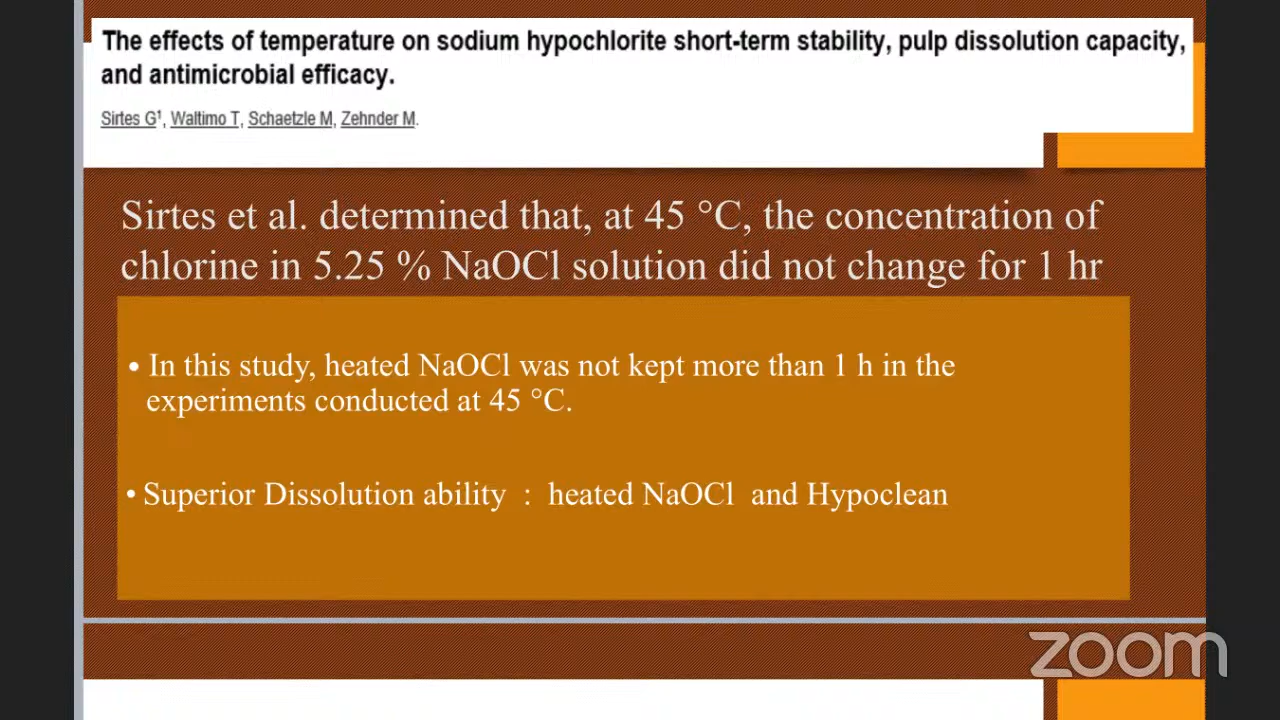 The effects of temperature on sodium hypochlorite short-term stability, pulp dissolution capacity,
and antimicrobial efficacy.
Sirtes G¹, Waltimo T, Schaetzle M, Zehnder M.
Sirtes et al. determined that, at 45 °C, the concentration of
chlorine in 5.25 % NaOCl solution did not change for 1 hr
• In this study, heated NaOCl was not kept more than 1 h in the
experiments conducted at 45 °C.
• Superior Dissolution ability : heated NaOCl and Hypoclean
zoom